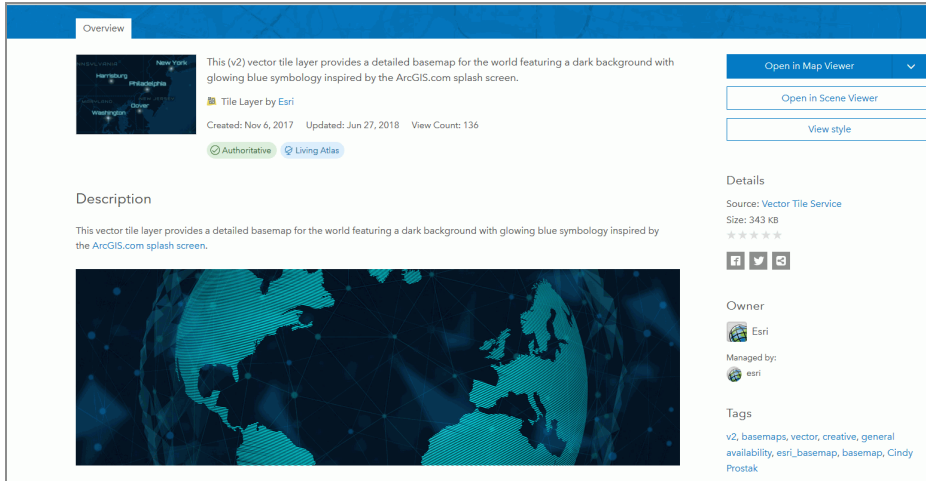 Overview
New York
Harrisburg
Philadelphia
Dover
Washington
This (v2) vector tile layer provides a detailed basemap for the world featuring a dark background with
glowing blue symbology inspired by the ArcGIS.com splash screen.
Tile Layer by Esri
Created: Nov 6, 2017 Updated: Jun 27, 2018 View Count: 136
Authoritative Living Atlas
Open in Map Viewer
Open in Scene Viewer
View style
Description
This vector tile layer provides a detailed basemap for the world featuring a dark background with glowing blue symbology inspired by
the ArcGIS.com splash screen.
Details
Source: Vector Tile Service
Size: 343 KB
Owner
Esri
Managed by:
esri
Tags
v2, basemaps, vector, creative, general
availability, esri_basemap, basemap, Cindy
Prostak